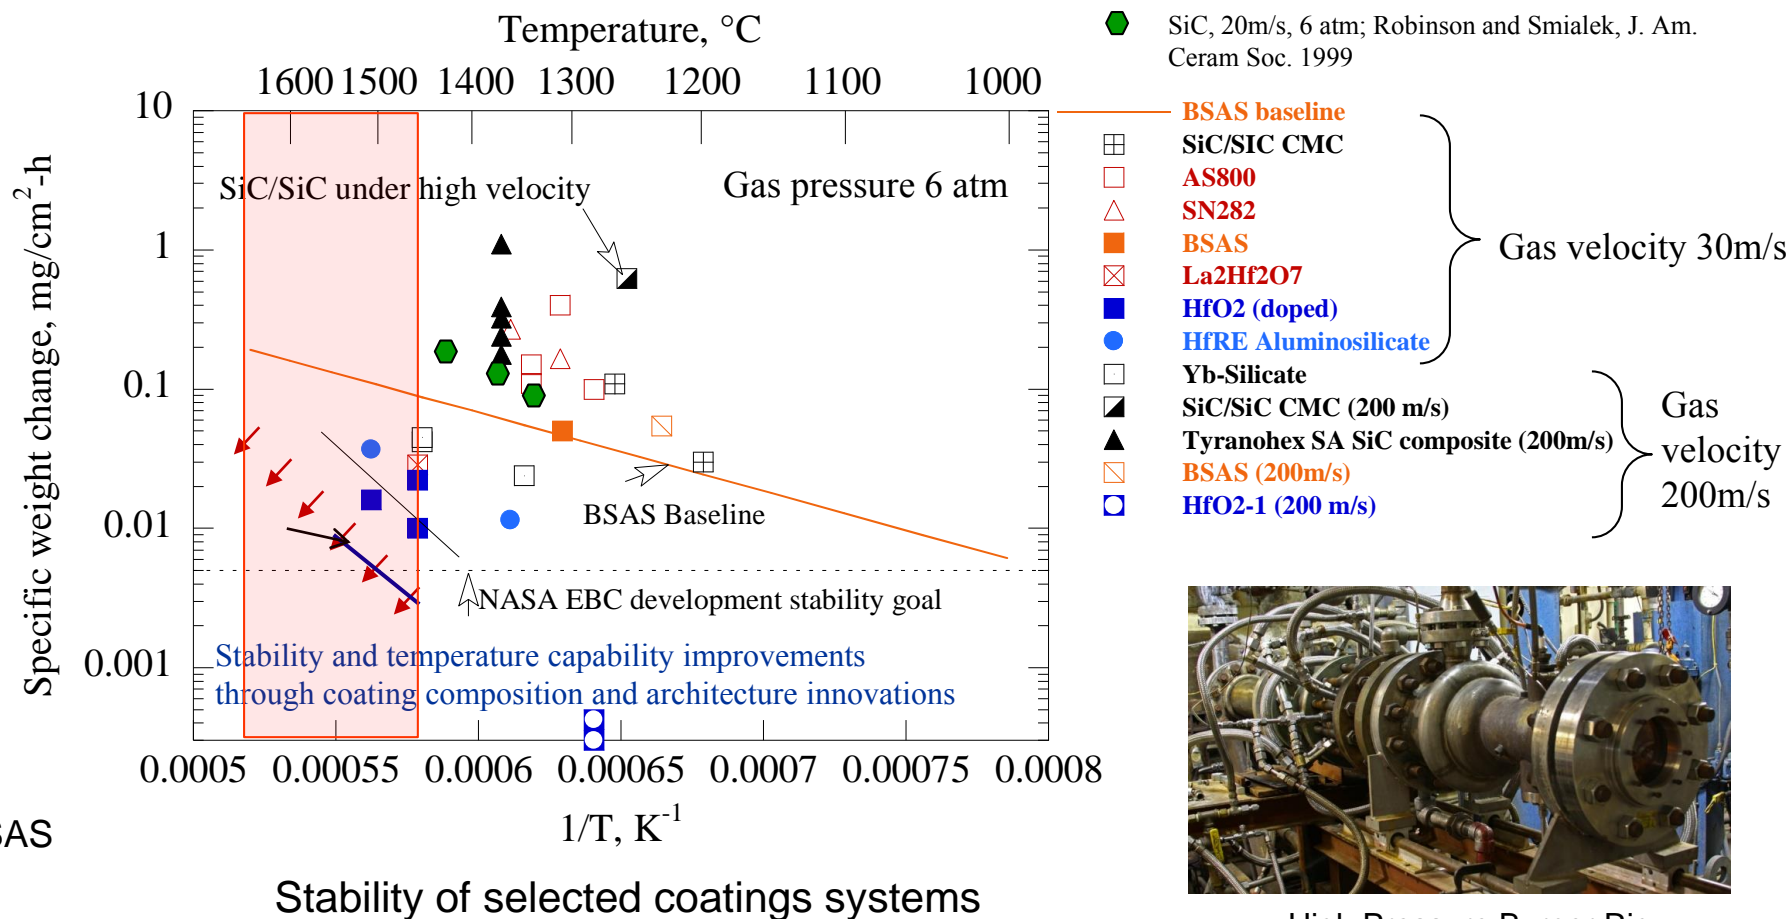 Temperature, °C
1600 1500 1400 1300 1200 1100 1000
10
1
0.1
0.01
0.001
Specific weight change, mg/cm²-h
SiC/SiC under high velocity
Gas pressure 6 atm
BSAS Baseline
NASA EBC development stability goal
Stability and temperature capability improvements
through coating composition and architecture innovations
0.0005 0.00055 0.0006 0.00065 0.0007 0.00075 0.0008
1/T, K⁻¹
SAS
Stability of selected coatings systems
SiC, 20m/s, 6 atm; Robinson and Smialek, J. Am.
Ceram Soc. 1999
BSAS baseline
SiC/SIC CMC
AS800
SN282
BSAS
La2Hf2O7
HfO2 (doped)
HfRE Aluminosilicate
Yb-Silicate
SiC/SiC CMC (200 m/s)
Tyranohex SA SiC composite (200m/s)
BSAS (200m/s)
HfO2-1 (200 m/s)
Gas velocity 30m/s
Gas
velocity
200m/s
High Pressure Burner Rig